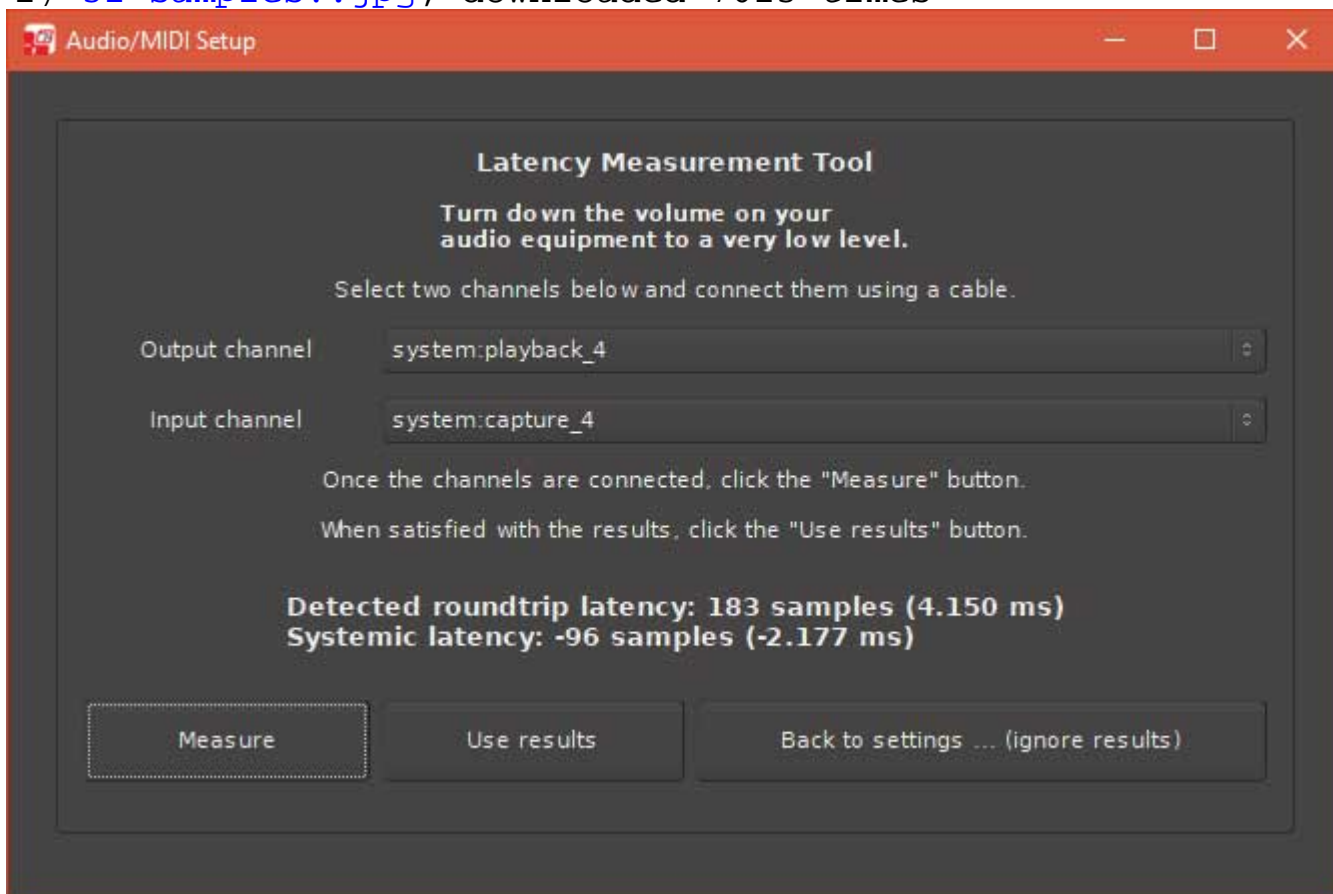 downloaded
times
Audio/MIDI Setup
Latency Measurement Tool
Turn down the volume on your
audio equipment to a very low level.
Select two channels below and connect them using a cable.
Output channel system:playback_4
Input channel system:capture_4
Once the channels are connected, click the "Measure" button.
When satisfied with the results, click the "Use results" button.
Detected roundtrip latency: 183 samples (4.150 ms)
Systemic latency: -96 samples (-2.177 ms)
Measure Use results Back to settings ... (ignore results)